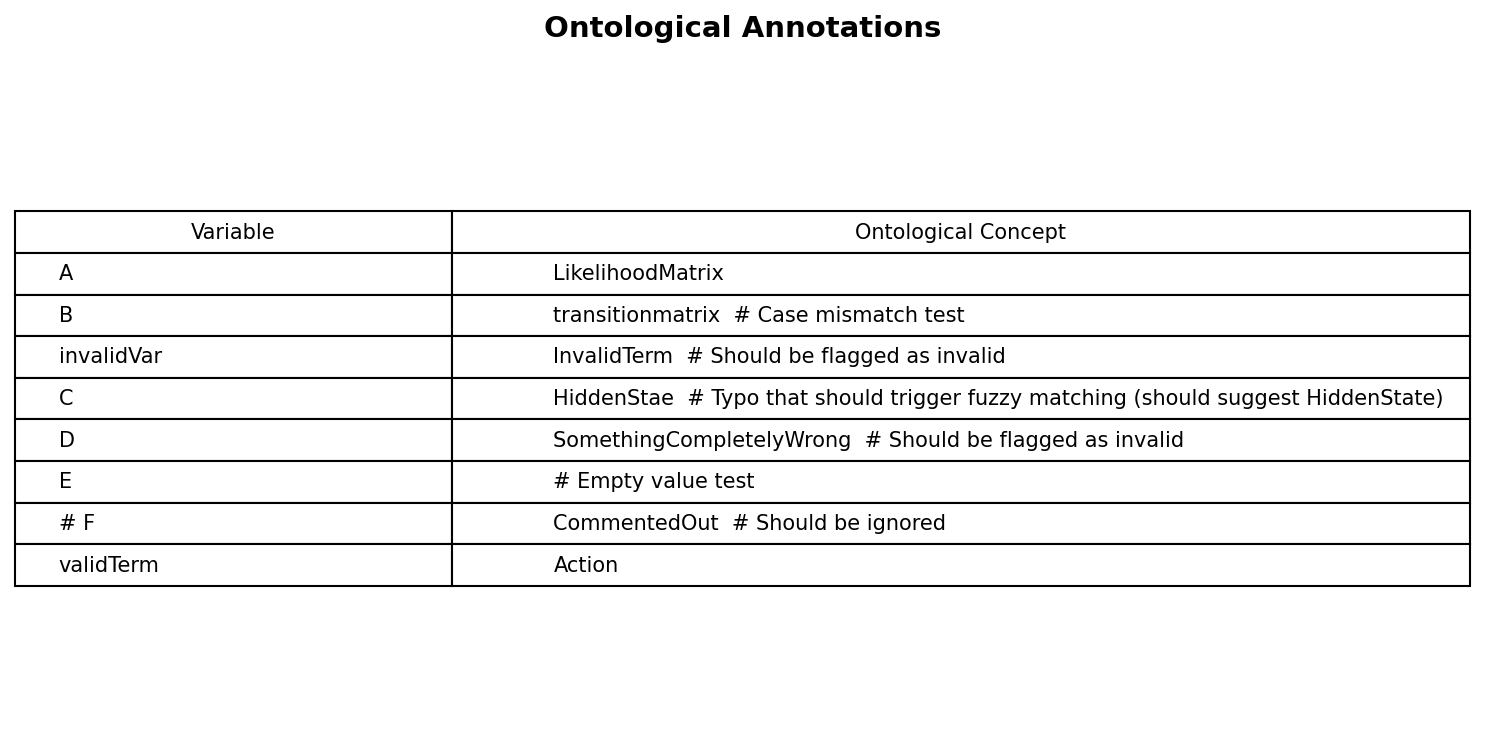 Ontological Annotations
Variable Ontological Concept
A LikelihoodMatrix
B transitionmatrix  # Case mismatch test
invalidVar InvalidTerm  # Should be flagged as invalid
C HiddenStae  # Typo that should trigger fuzzy matching (should suggest HiddenState)
D SomethingCompletelyWrong  # Should be flagged as invalid
E # Empty value test
# F CommentedOut  # Should be ignored
validTerm Action